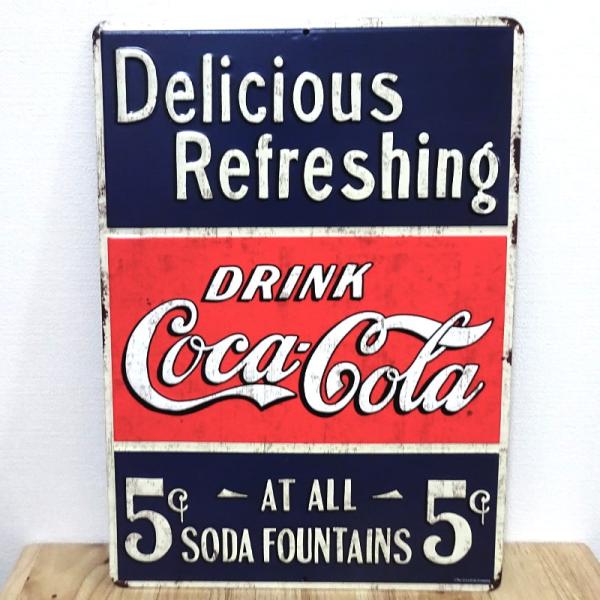 Delicious
Refreshing
DRINK
Coca-Cola
5¢ AT ALL 5¢
SODA FOUNTAINS